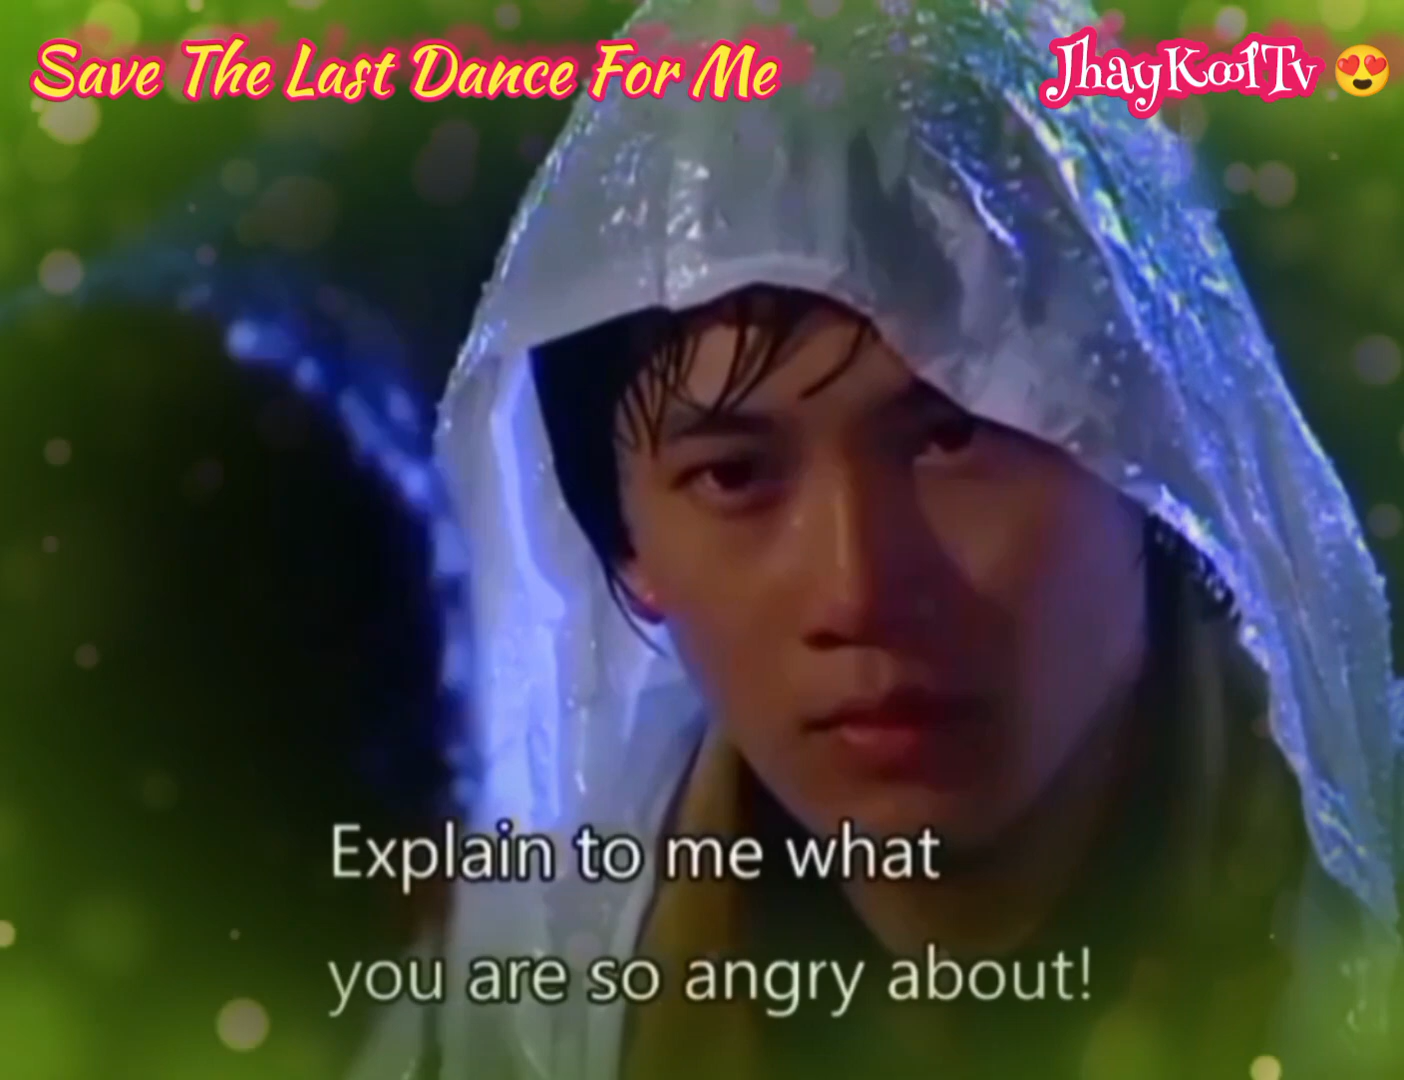 Save The Last Dance For Me
JhayKoolTv 😍
Explain to me what
you are so angry about!